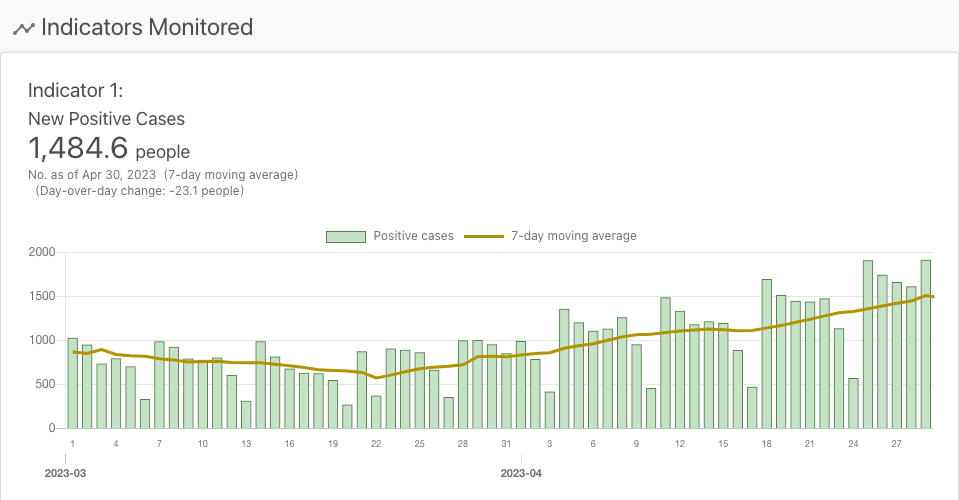 Indicators Monitored
Indicator 1:
New Positive Cases
1,484.6 people
No. as of Apr 30, 2023 (7-day moving average)
(Day-over-day change: -23.1 people)
Positive cases 7-day moving average
2000
1500
1000
500
0
1 4 7 10 13 16 19 22 25 28 31 3 6 9 12 15 18 21 24 27
2023-03 2023-04